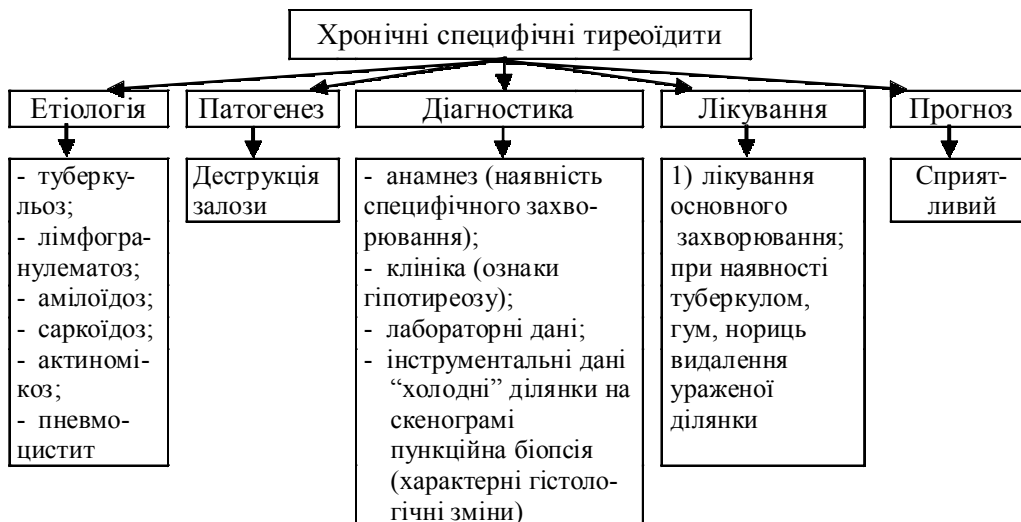 Хронічні специфічні тиреоїдити
Етіологія
Патогенез
Діагностика
Лікування
Прогноз
- туберку-
льоз;
- лімфогра-
нулематоз;
- амілоїдоз;
- саркоїдоз;
- актиномі-
коз;
- пневмо-
цистит
Деструкція
залози
- анамнез (наявність
специфічного захво-
рювання);
- клініка (ознаки
гіпотиреозу);
- лабораторні дані;
- інструментальні дані
“холодні” ділянки на
скенограмі
пункційна біопсія
(характерні гістоло-
гічні зміни)
1) лікування
основного
захворювання;
при наявності
туберкулом,
гум, нориць
видалення
ураженої
ділянки
Сприят-
ливий